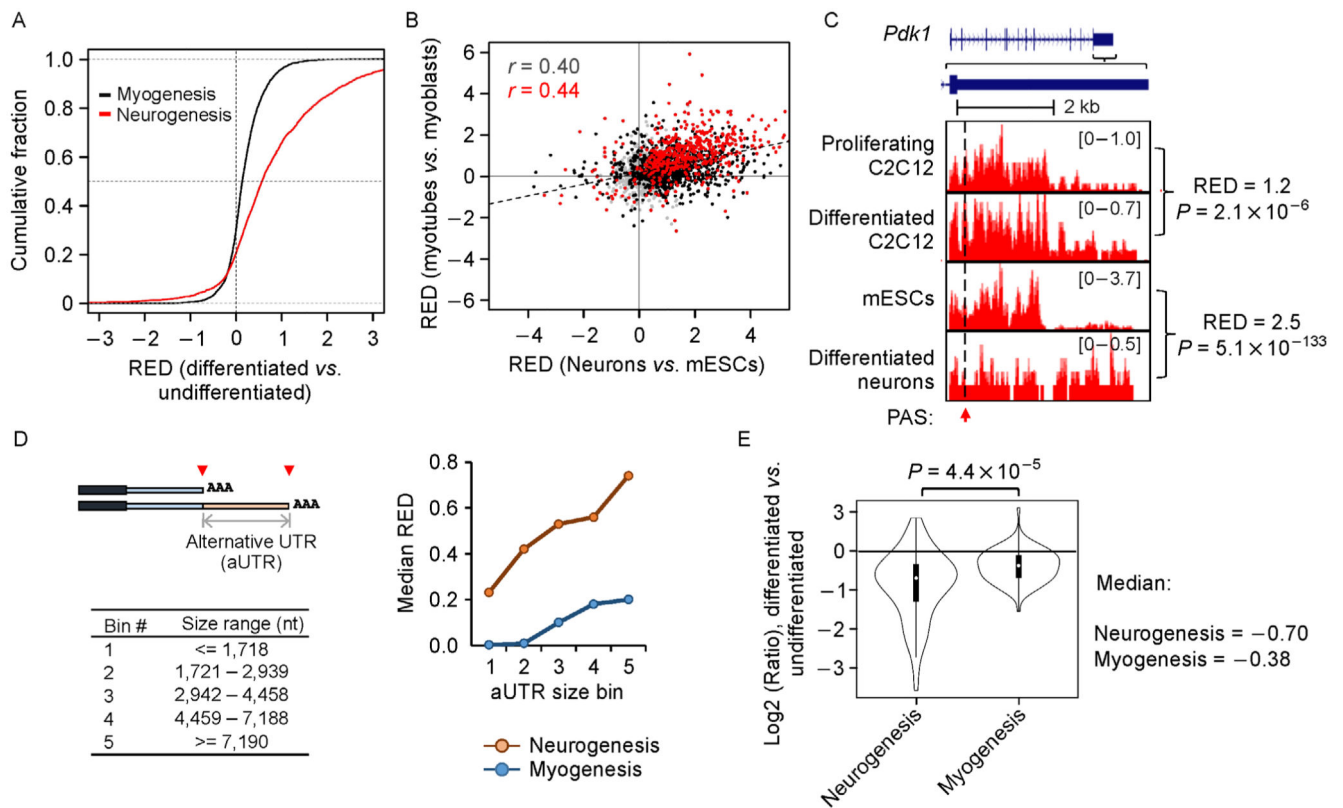 A
1.0
0.8
0.6
0.4
0.2
0
Cumulative fraction
Myogenesis
Neurogenesis
−3 −2 −1 0 1 2 3
RED (differentiated vs.
undifferentiated)
B
r = 0.40
r = 0.44
6
4
2
0
−2
−4
−6
RED (myotubes vs. myoblasts)
−4 −2 0 2 4
RED (Neurons vs. mESCs)
C
Pdk1
2 kb
Proliferating
C2C12
[0−1.0]
Differentiated
C2C12
[0−0.7]
RED = 1.2
P = 2.1 × 10−6
mESCs
[0−3.7]
Differentiated
neurons
[0−0.5]
RED = 2.5
P = 5.1 × 10−133
PAS:
D
AAA
AAA
Alternative UTR
(aUTR)
Bin # Size range (nt)
1 <= 1,718
2 1,721 – 2,939
3 2,942 – 4,458
4 4,459 – 7,188
5 >= 7,190
0.8
0.6
0.4
0.2
0.0
Median RED
1 2 3 4 5
aUTR size bin
Neurogenesis
Myogenesis
E
P = 4.4 × 10−5
3
0
−1
−2
−3
Log2 (Ratio), differentiated vs.
undifferentiated
Neurogenesis
Myogenesis
Median:
Neurogenesis = −0.70
Myogenesis = −0.38